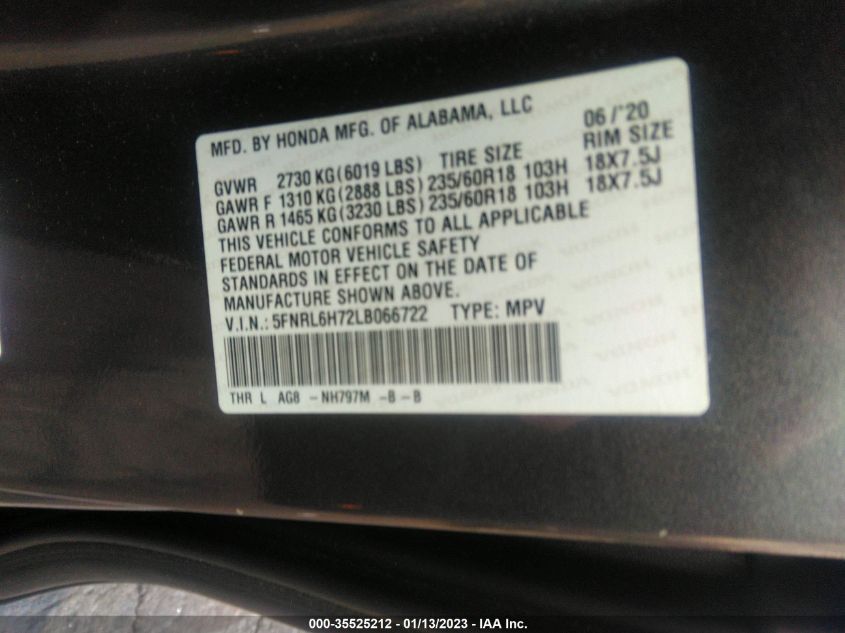 MFD. BY HONDA MFG. OF ALABAMA, LLC 06/'20
GVWR 2730 KG(6019 LBS) TIRE SIZE RIM SIZE
GAWR F 1310 KG(2888 LBS) 235/60R18 103H 18X7.5J
GAWR R 1465 KG(3230 LBS) 235/60R18 103H 18X7.5J
THIS VEHICLE CONFORMS TO ALL APPLICABLE
FEDERAL MOTOR VEHICLE SAFETY
STANDARDS IN EFFECT ON THE DATE OF
MANUFACTURE SHOWN ABOVE.
V.I.N.: 5FNRL6H72LB066722 TYPE: MPV
THR L AG8 -NH797M -B-B
000-35525212 - 01/13/2023 - IAA Inc.